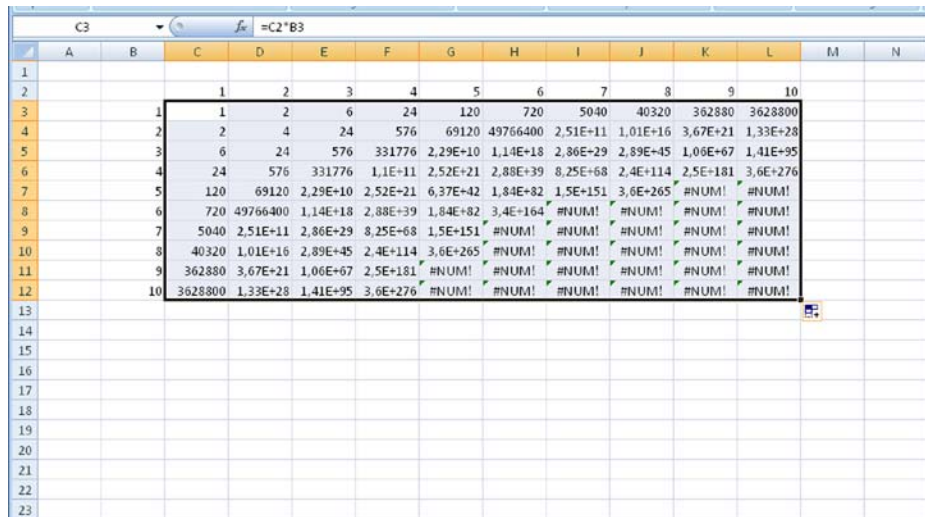 C3 fx =C2*B3
A B C D E F G H I J K L M N
1
2 1 2 3 4 5 6 7 8 9 10
3 1 1 2 6 24 120 720 5040 40320 362880 3628800
4 2 2 4 24 576 69120 49766400 2,51E+11 1,01E+16 3,67E+21 1,33E+28
5 3 6 24 576 331776 2,29E+10 1,14E+18 2,86E+29 2,89E+45 1,06E+67 1,41E+95
6 4 24 576 331776 1,1E+11 2,52E+21 2,88E+39 8,25E+68 2,4E+114 2,5E+181 3,6E+276
7 5 120 69120 2,29E+10 2,52E+21 6,37E+42 1,84E+82 1,5E+151 3,6E+265 #NUM! #NUM!
8 6 720 49766400 1,14E+18 2,88E+39 1,84E+82 3,4E+164 #NUM! #NUM! #NUM! #NUM!
9 7 5040 2,51E+11 2,86E+29 8,25E+68 1,5E+151 #NUM! #NUM! #NUM! #NUM! #NUM!
10 8 40320 1,01E+16 2,89E+45 2,4E+114 3,6E+265 #NUM! #NUM! #NUM! #NUM! #NUM!
11 9 362880 3,67E+21 1,06E+67 2,5E+181 #NUM! #NUM! #NUM! #NUM! #NUM! #NUM!
12 10 3628800 1,33E+28 1,41E+95 3,6E+276 #NUM! #NUM! #NUM! #NUM! #NUM! #NUM!
13
14
15
16
17
18
19
20
21
22
23